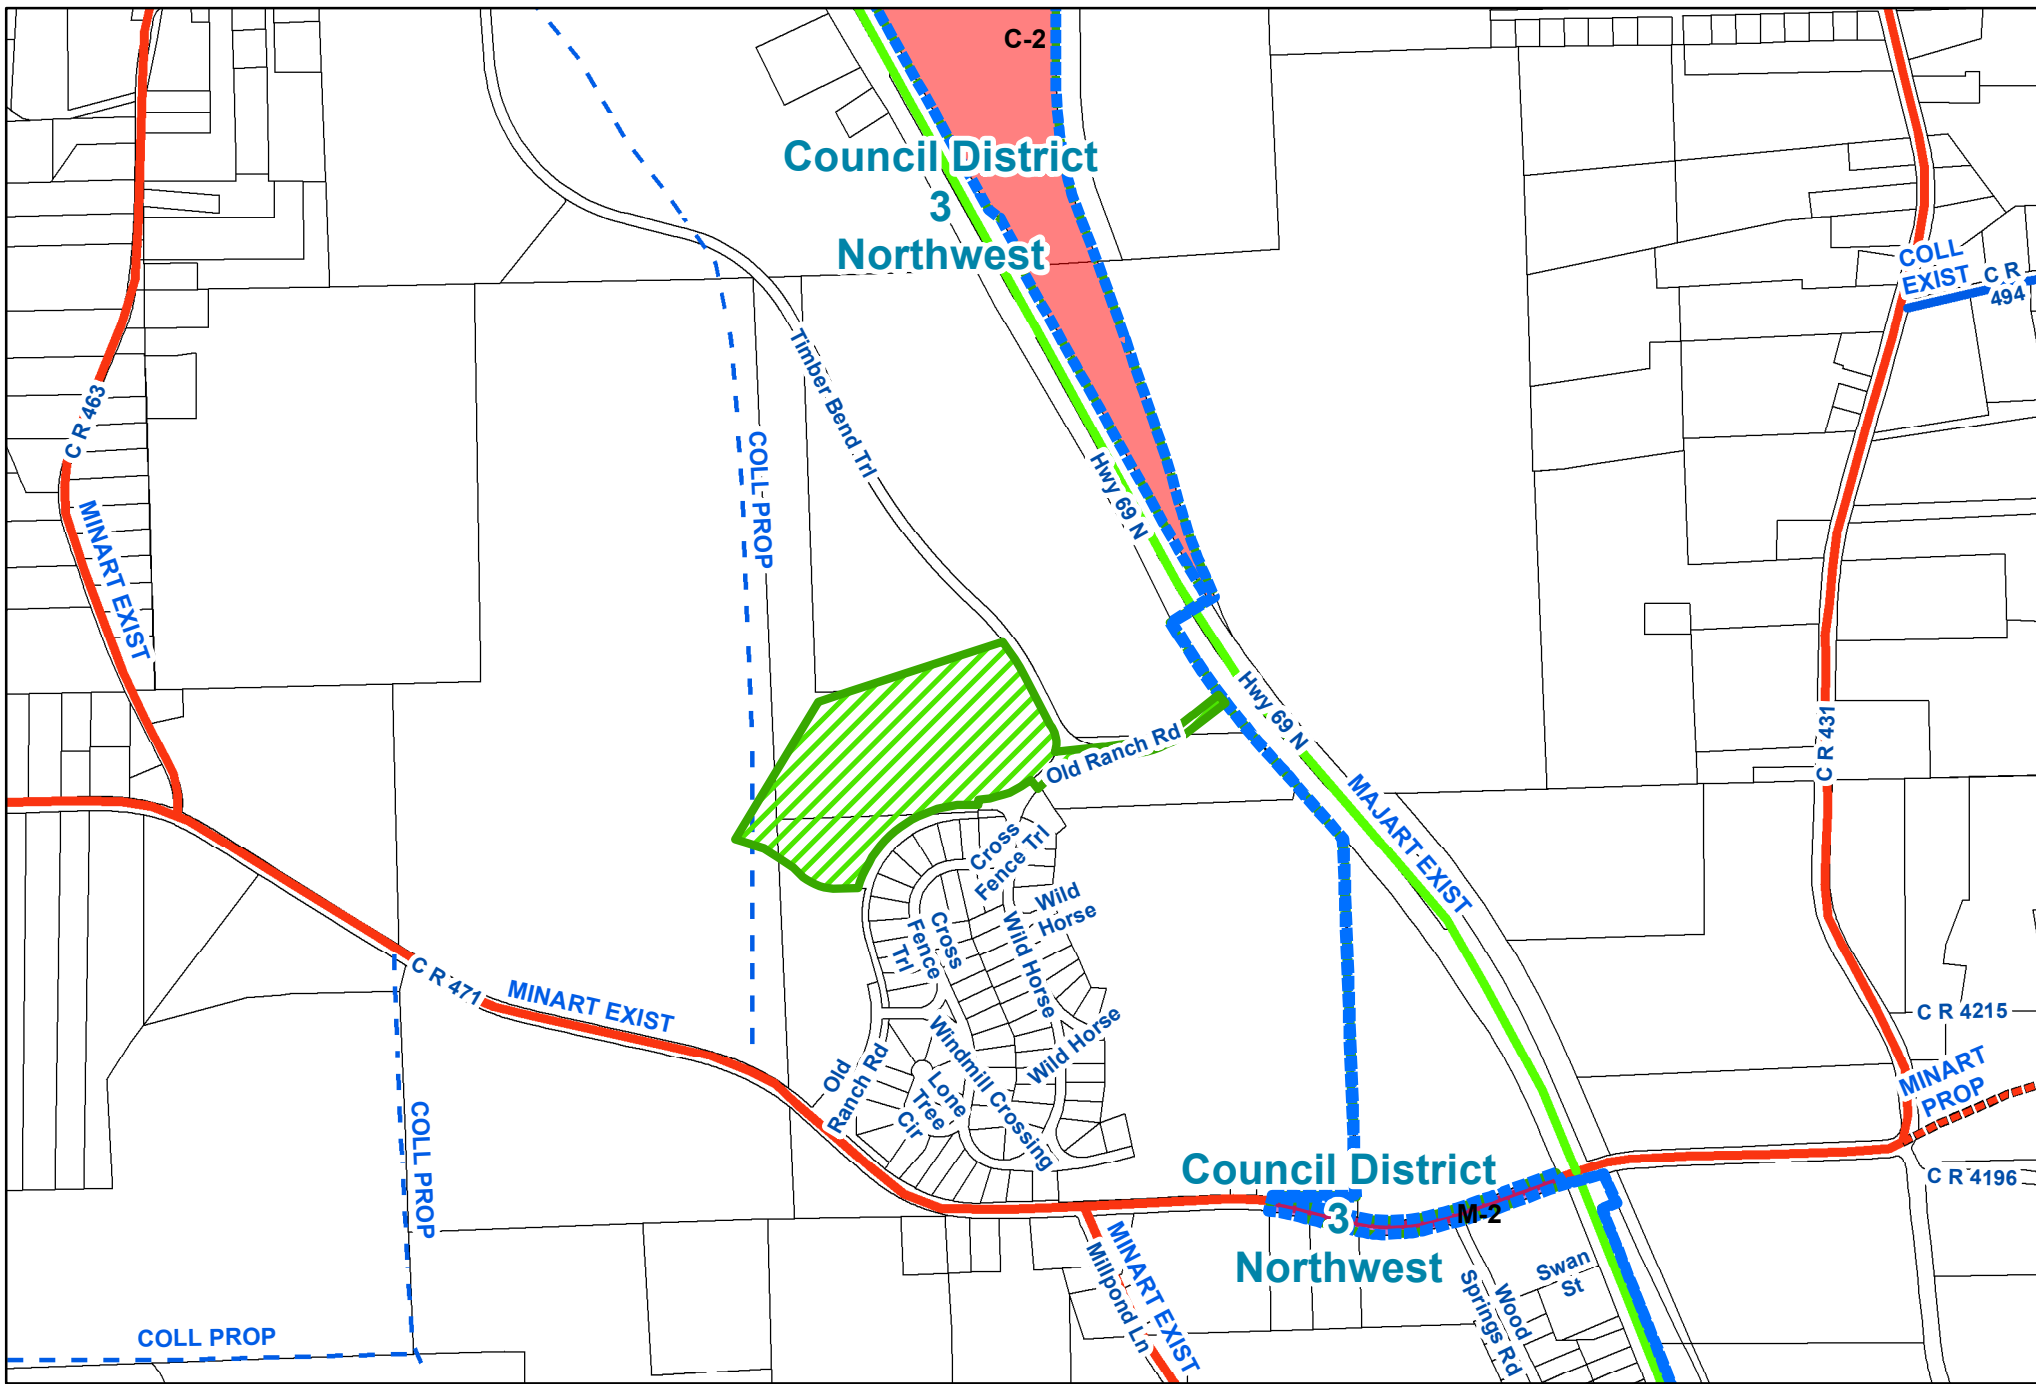 C-2
Council District
3
Northwest
COLL
EXIST
C R
494
Timber Bend Trl
C R 463
COLL PROP
Hwy 69 N
MINART EXIST
Hwy 69 N
Old Ranch Rd
C R 431
MAJART EXIST
Cross
Fence Trl
Wild
Horse
Cross
Fence
Trl
Wild Horse
C R 471
MINART EXIST
Wild Horse
C R 4215
Windmill Crossing
Old
Ranch Rd
Lone
Tree
Cir
MINART
PROP
COLL PROP
Council District
3
Northwest
M-2
C R 4196
MINART EXIST
Millpond Ln
Swan
St
Wood
Springs Rd
COLL PROP